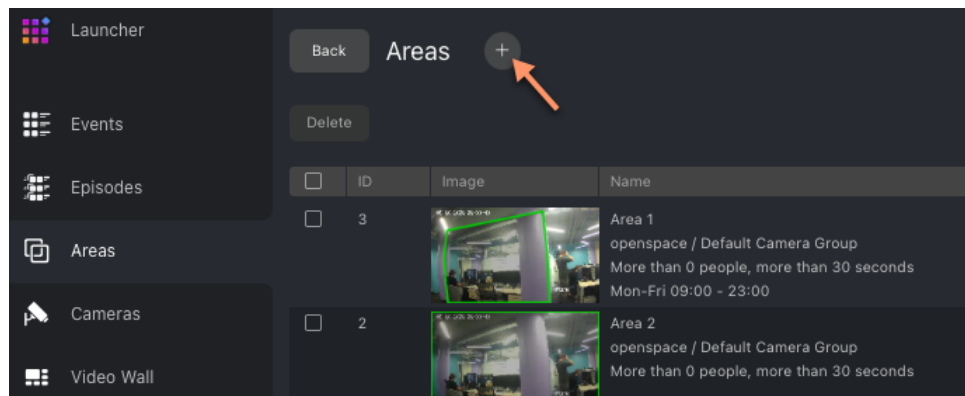 Launcher
Back
Areas
+
Events
Delete
Episodes
ID
Image
Name
Areas
3
Area 1
openspace / Default Camera Group
More than 0 people, more than 30 seconds
Mon-Fri 09:00 - 23:00
Cameras
2
Area 2
openspace / Default Camera Group
More than 0 people, more than 30 seconds
Video Wall